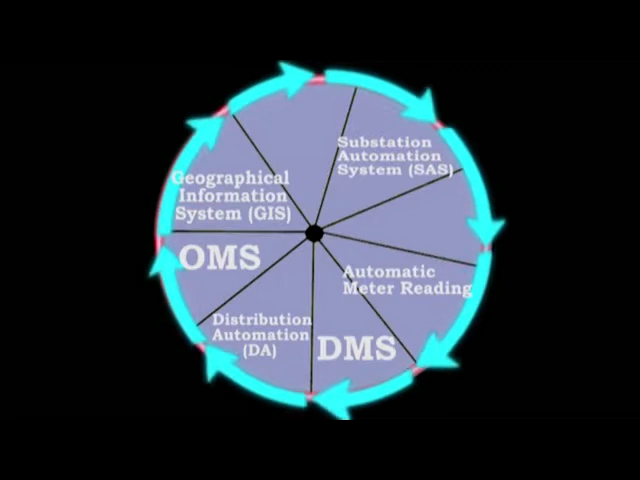 Substation
Automation
System (SAS)
Automatic
Meter Reading
DMS
Distribution
Automation
(DA)
OMS
Geographical
Information
System (GIS)